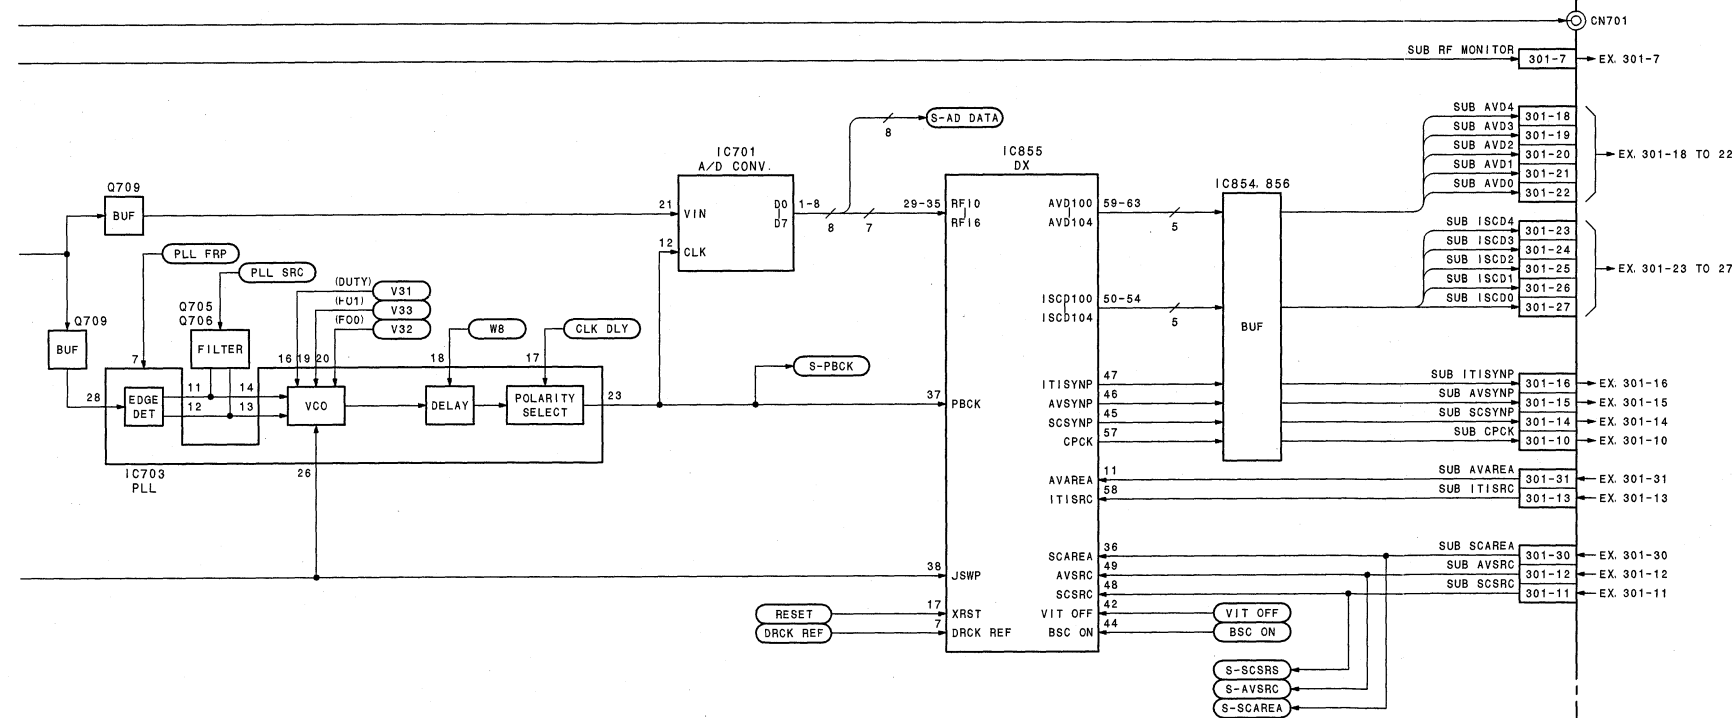 CN701
SUB RF MONITOR
301-7
EX. 301-7
S-AD DATA
8
IC701
A/D CONV.
21
VIN
D0
D7
1-8
8
7
12
CLK
IC855
DX
29-35
RFI0
RFI6
AVD100
AVD104
59-63
5
ISCD100
ISCD104
50-54
5
IC854, 856
BUF
SUB AVD4
301-18
SUB AVD3
301-19
SUB AVD2
301-20
SUB AVD1
301-21
SUB AVD0
301-22
EX. 301-18 TO 22
SUB ISCD4
301-23
SUB ISCD3
301-24
SUB ISCD2
301-25
SUB ISCD1
301-26
SUB ISCD0
301-27
EX. 301-23 TO 27
Q709
BUF
PLL FRP
PLL SRC
Q705
Q706
FILTER
(DUTY)
V31
(FO1)
V33
(FO0)
V32
Q709
BUF
7
16
19
20
18
W8
17
CLK DLY
28
EDGE
DET
11
14
12
13
VCO
DELAY
POLARITY
SELECT
23
IC703
PLL
26
S-PBCK
37
PBCK
ITISYNP
47
AVSYNP
46
SCSYNP
45
CPCK
57
SUB ITISYNP
301-16
EX. 301-16
SUB AVSYNP
301-15
EX. 301-15
SUB SCSYNP
301-14
EX. 301-14
SUB CPCK
301-10
EX. 301-10
AVAREA
11
ITISRC
58
SUB AVAREA
301-31
EX. 301-31
SUB ITISRC
301-13
EX. 301-13
SCAREA
36
AVSRC
49
SCSRC
48
SUB SCAREA
301-30
EX. 301-30
SUB AVSRC
301-12
EX. 301-12
SUB SCSRC
301-11
EX. 301-11
38
JSWP
RESET
17
XRST
DRCK REF
7
DRCK REF
VIT OFF
42
VIT OFF
BSC ON
44
BSC ON
S-SCSRS
S-AVSRC
S-SCAREA